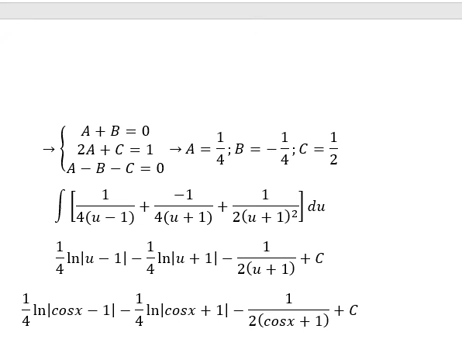 → { A + B = 0
2A + C = 1 → A = 1/4 ; B = − 1/4 ; C = 1/2
A − B − C = 0
∫ [ 1/(4(u − 1)) + −1/(4(u + 1)) + 1/(2(u + 1)²) ] du
1/4 ln|u − 1| − 1/4 ln|u + 1| − 1/(2(u + 1)) + C
1/4 ln|cosx − 1| − 1/4 ln|cosx + 1| − 1/(2(cosx + 1)) + C